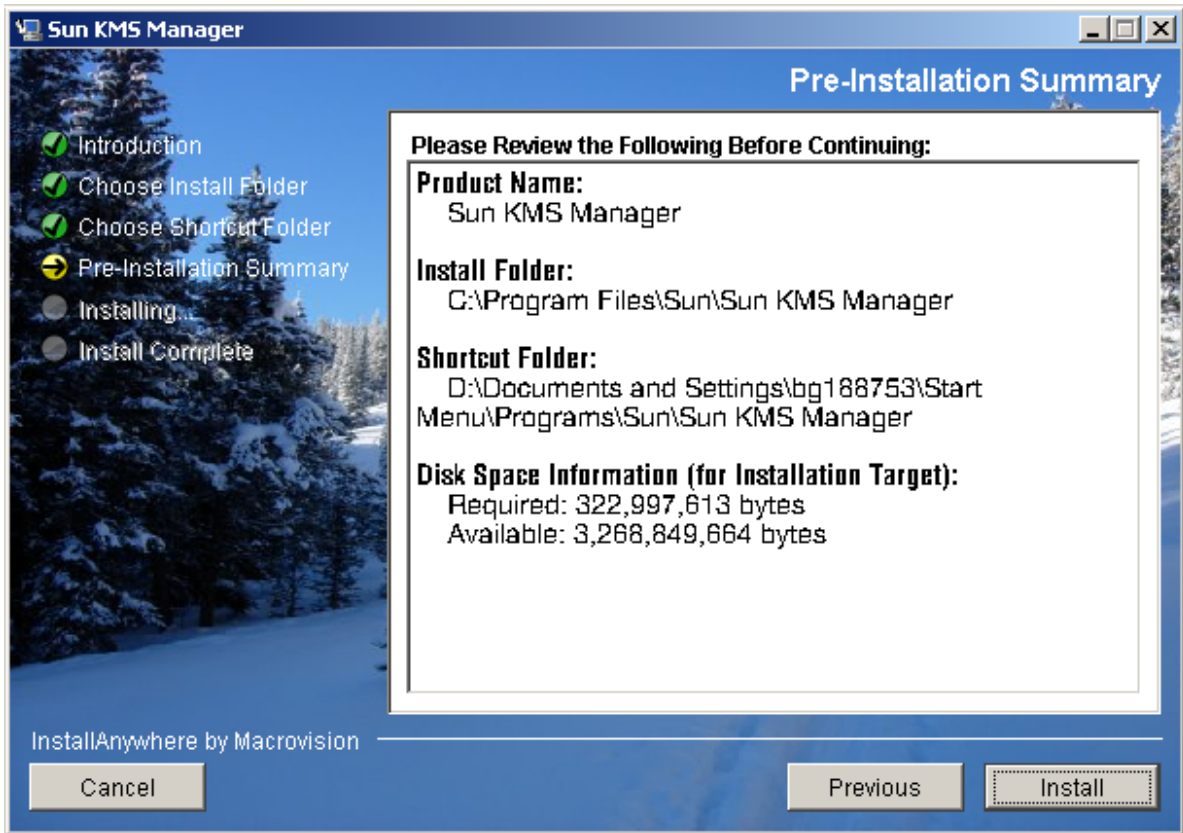 Sun KMS Manager
Pre-Installation Summary
Introduction
Choose Install Folder
Choose Shortcut Folder
Pre-Installation Summary
Installing...
Install Complete
Please Review the Following Before Continuing:
Product Name:
Sun KMS Manager
Install Folder:
C:\Program Files\Sun\Sun KMS Manager
Shortcut Folder:
D:\Documents and Settings\bg188753\Start
Menu\Programs\Sun\Sun KMS Manager
Disk Space Information (for Installation Target):
Required: 322,997,613 bytes
Available: 3,268,849,664 bytes
InstallAnywhere by Macrovision
Cancel
Previous
Install